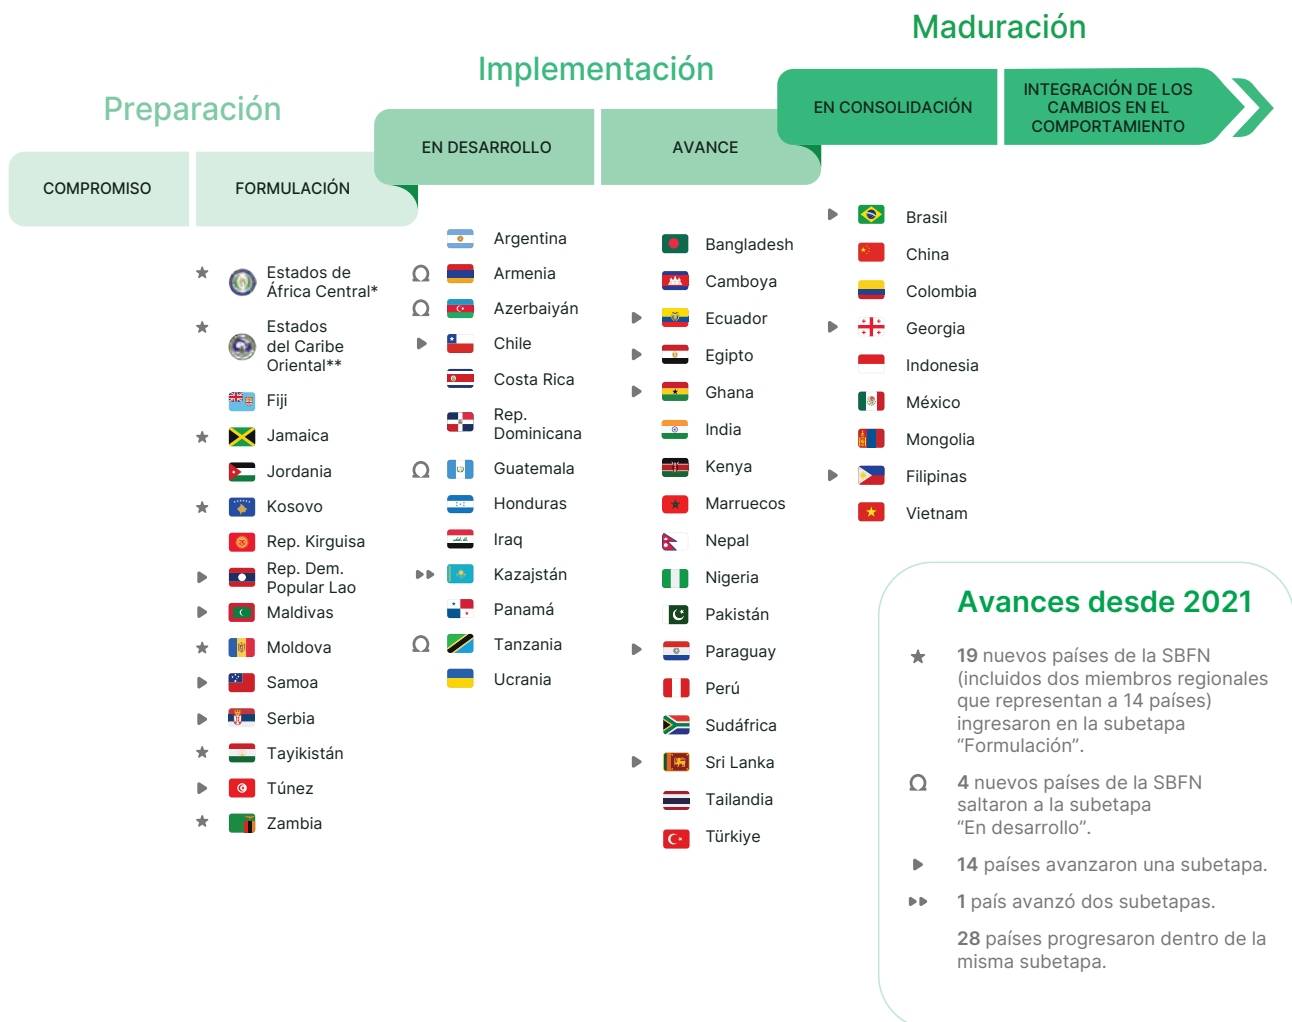 Preparación
Implementación
Maduración
COMPROMISO
FORMULACIÓN
EN DESARROLLO
AVANCE
EN CONSOLIDACIÓN
INTEGRACIÓN DE LOS
CAMBIOS EN EL
COMPORTAMIENTO
Estados de
África Central*
Estados
del Caribe
Oriental**
Fiji
Jamaica
Jordania
Kosovo
Rep. Kirguisa
Rep. Dem.
Popular Lao
Maldivas
Moldova
Samoa
Serbia
Tayikistán
Túnez
Zambia
Argentina
Armenia
Azerbaiyán
Chile
Costa Rica
Rep.
Dominicana
Guatemala
Honduras
Iraq
Kazajstán
Panamá
Tanzania
Ucrania
Bangladesh
Camboya
Ecuador
Egipto
Ghana
India
Kenya
Marruecos
Nepal
Nigeria
Pakistán
Paraguay
Perú
Sudáfrica
Sri Lanka
Tailandia
Türkiye
Brasil
China
Colombia
Georgia
Indonesia
México
Mongolia
Filipinas
Vietnam
Avances desde 2021
19 nuevos países de la SBFN
(incluidos dos miembros regionales
que representan a 14 países)
ingresaron en la subetapa
“Formulación”.
Ω 4 nuevos países de la SBFN
saltaron a la subetapa
“En desarrollo”.
14 países avanzaron una subetapa.
1 país avanzó dos subetapas.
28 países progresaron dentro de la
misma subetapa.